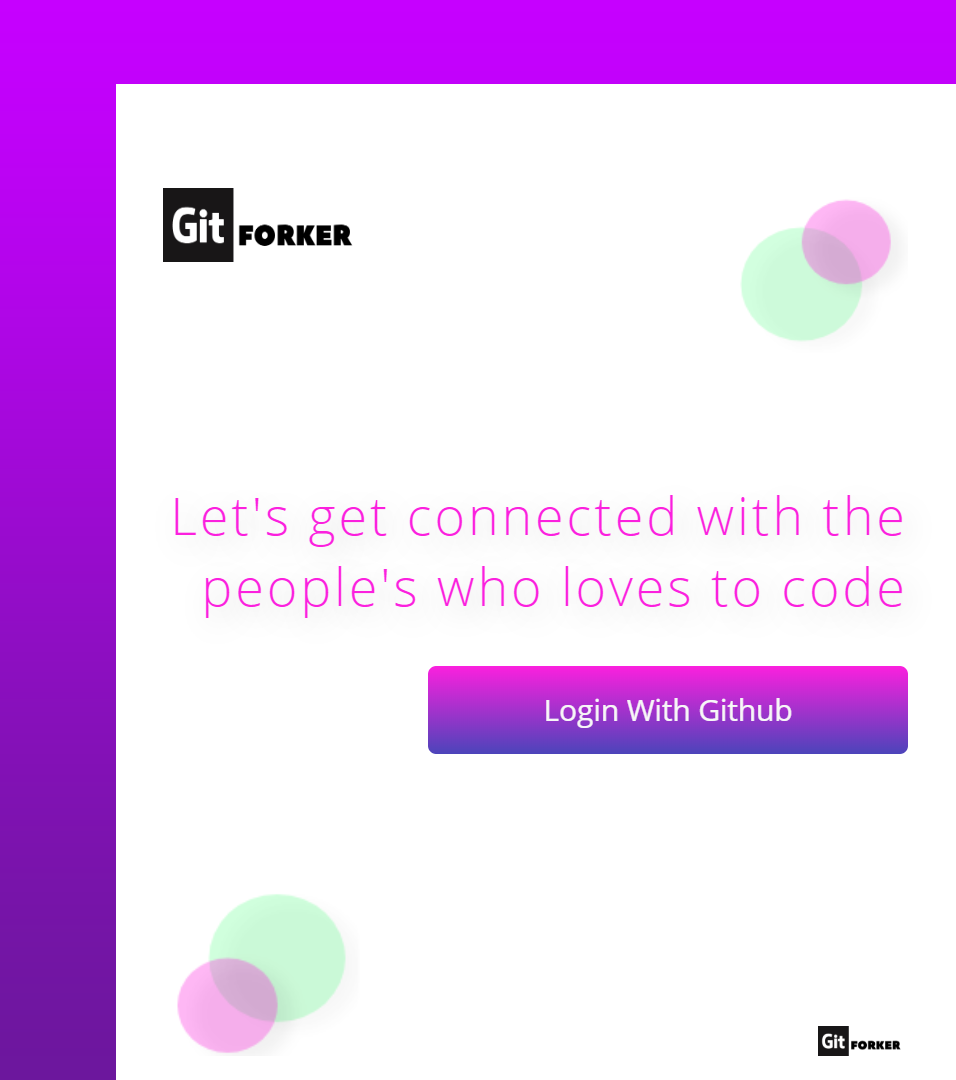 Git FORKER
Let's get connected with the
people's who loves to code
Login With Github
Git FORKER